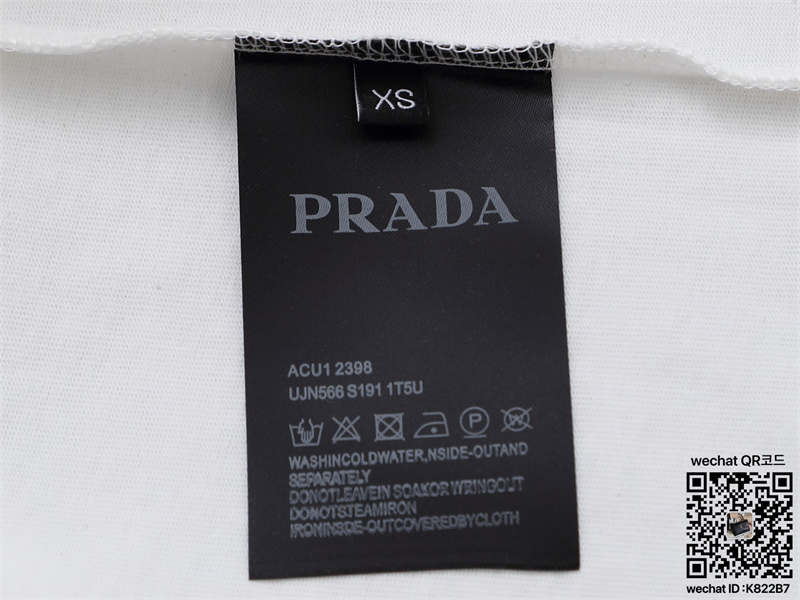 XS
PRADA
ACU1 2398
UJN566 S191 1T5U
P
W
WASHINCOLDWATER,NSIDE-OUTAND
SEPARATELY
DONOTLEAVEIN SOAKOR WRINGOUT
DONOTSTEAMIRON
IRONINSDE-OUTCOVEREDBYCLOTH
wechat QR코드
wechat ID :K822B7